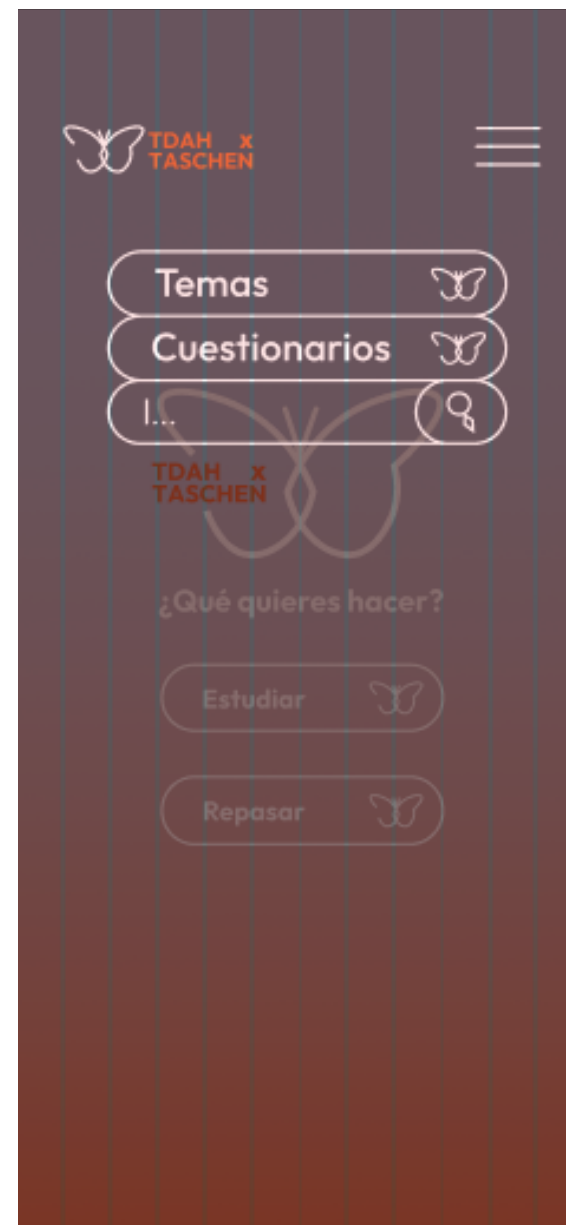 TDAH x
TASCHEN
Temas
Cuestionarios
I...
TDAH x
TASCHEN
¿Qué quieres hacer?
Estudiar
Repasar